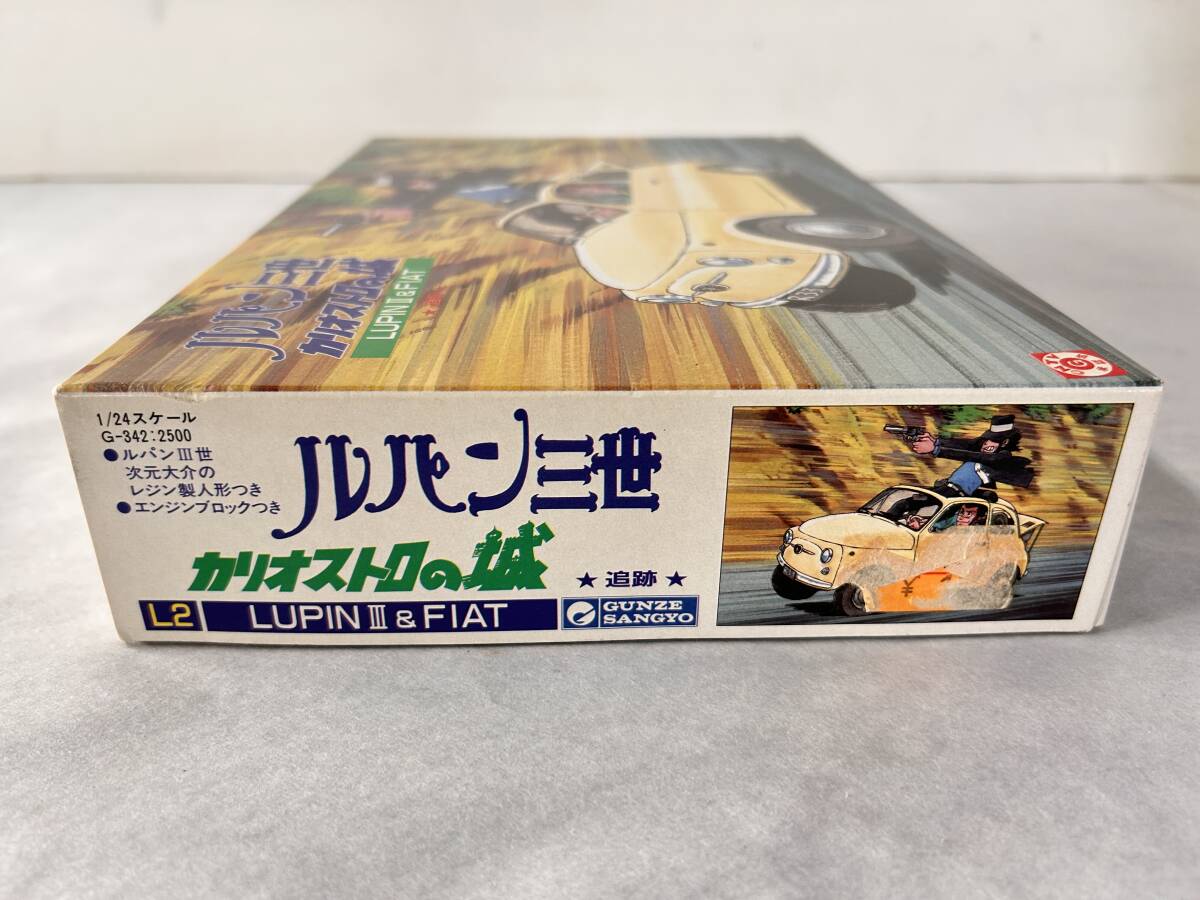 ルパン三世
カリオストロの城
LUPIN III & FIAT
1/24スケール
G-342:2500
●ルパンIII世
次元大介の
レジン製人形つき
●エンジンブロックつき
ルパン三世
カリオストロの城
★追跡★
L2 LUPIN III & FIAT
GUNZE
SANGYO
¥